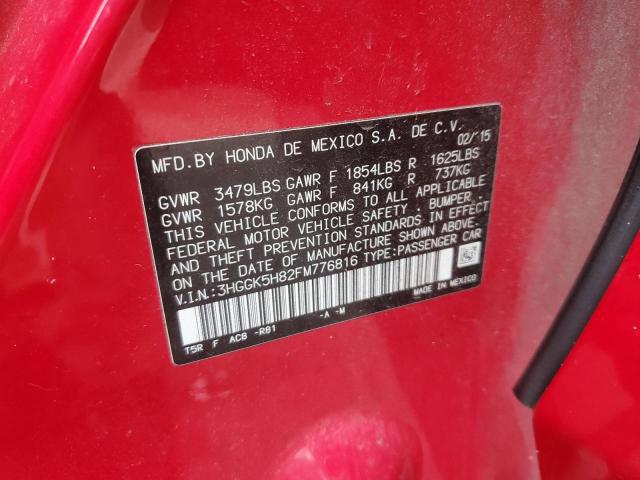 MFD. BY HONDA DE MEXICO S.A. DE C.V. 02/15
GVWR 3479LBS GAWR F 1854LBS R 1625LBS
GVWR 1578KG GAWR F 841KG R 737KG
THIS VEHICLE CONFORMS TO ALL APPLICABLE
FEDERAL MOTOR VEHICLE SAFETY, BUMPER,
AND THEFT PREVENTION STANDARDS IN EFFECT
ON THE DATE OF MANUFACTURE SHOWN ABOVE.
V.I.N.:3HGGK5H82FM776816 TYPE:PASSENGER CAR
MADE IN MEXICO
T5R F ACB -R81 -A -M